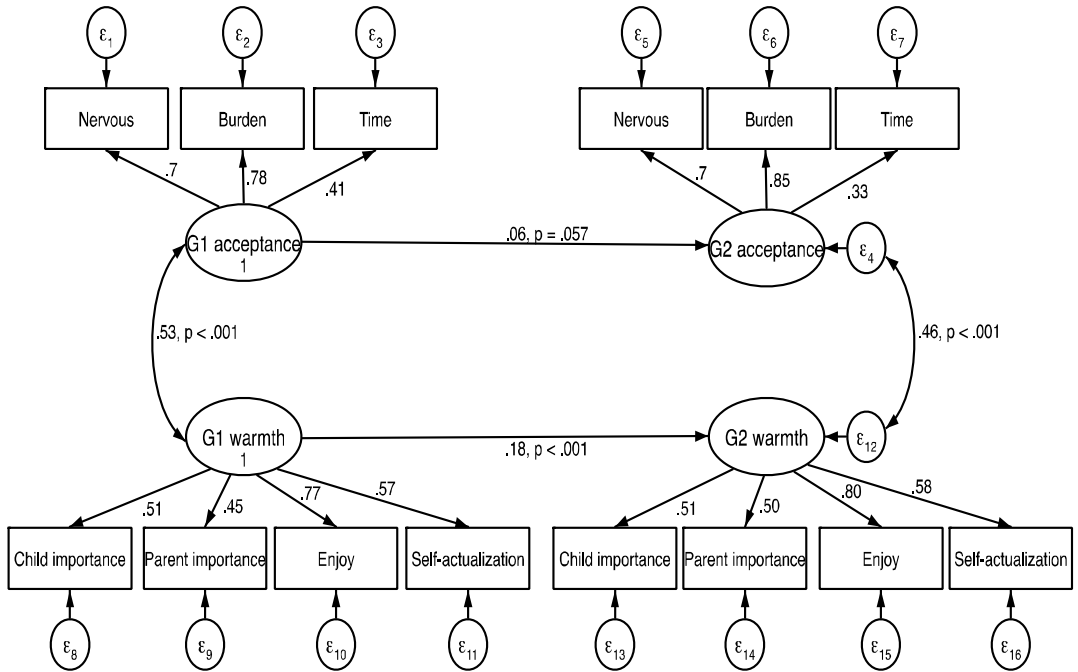 ε1 ε2 ε3 ε5 ε6 ε7
Nervous Burden Time Nervous Burden Time
.7 .78 .41 .7 .85 .33
G1 acceptance .06, p = .057 G2 acceptance ε4
1
.53, p < .001 .46, p < .001
G1 warmth .18, p < .001 G2 warmth ε12
1
.51 .45 .77 .57 .51 .50 .80 .58
Child importance Parent importance Enjoy Self-actualization Child importance Parent importance Enjoy Self-actualization
ε8 ε9 ε10 ε11 ε13 ε14 ε15 ε16